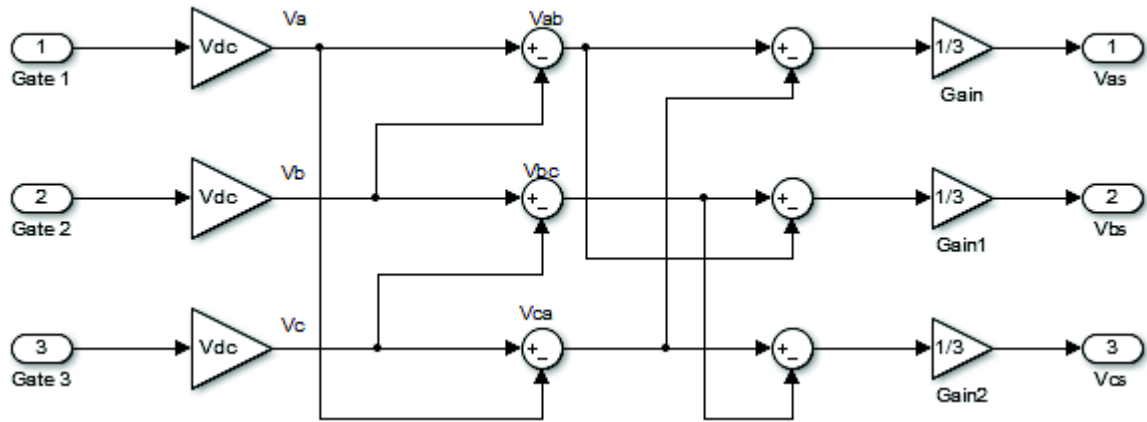 Va
Vab
1
Vdc
+
-
+
-
1/3
1
Gate 1
Gain
Vas
Vb
Vbc
2
Vdc
+
-
+
-
1/3
2
Gate 2
Gain1
Vbs
Vc
Vca
3
Vdc
+
-
+
-
1/3
3
Gate 3
Gain2
Vcs